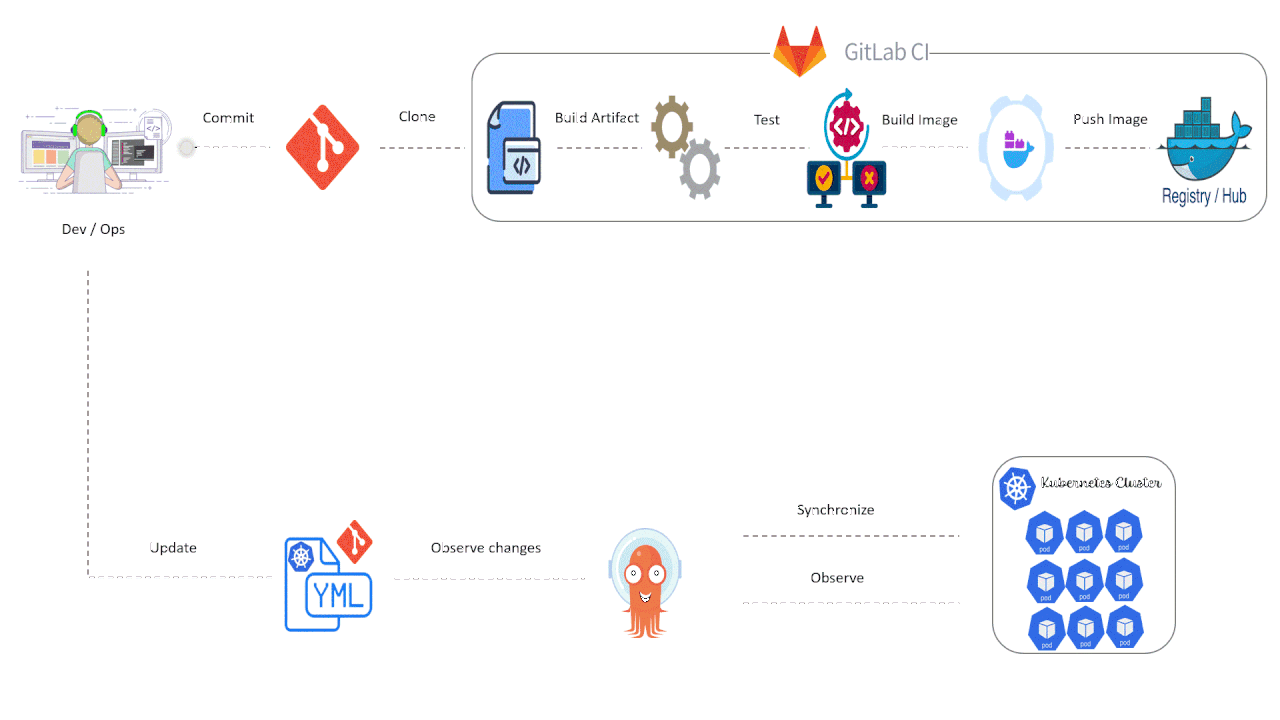 GitLab CI
Commit
Clone
Build Artifact
Test
Build Image
Push Image
Registry / Hub
Dev / Ops
Kubernetes Cluster
Synchronize
pod pod pod
Update
Observe changes
Observe
YML
pod pod pod
pod pod pod